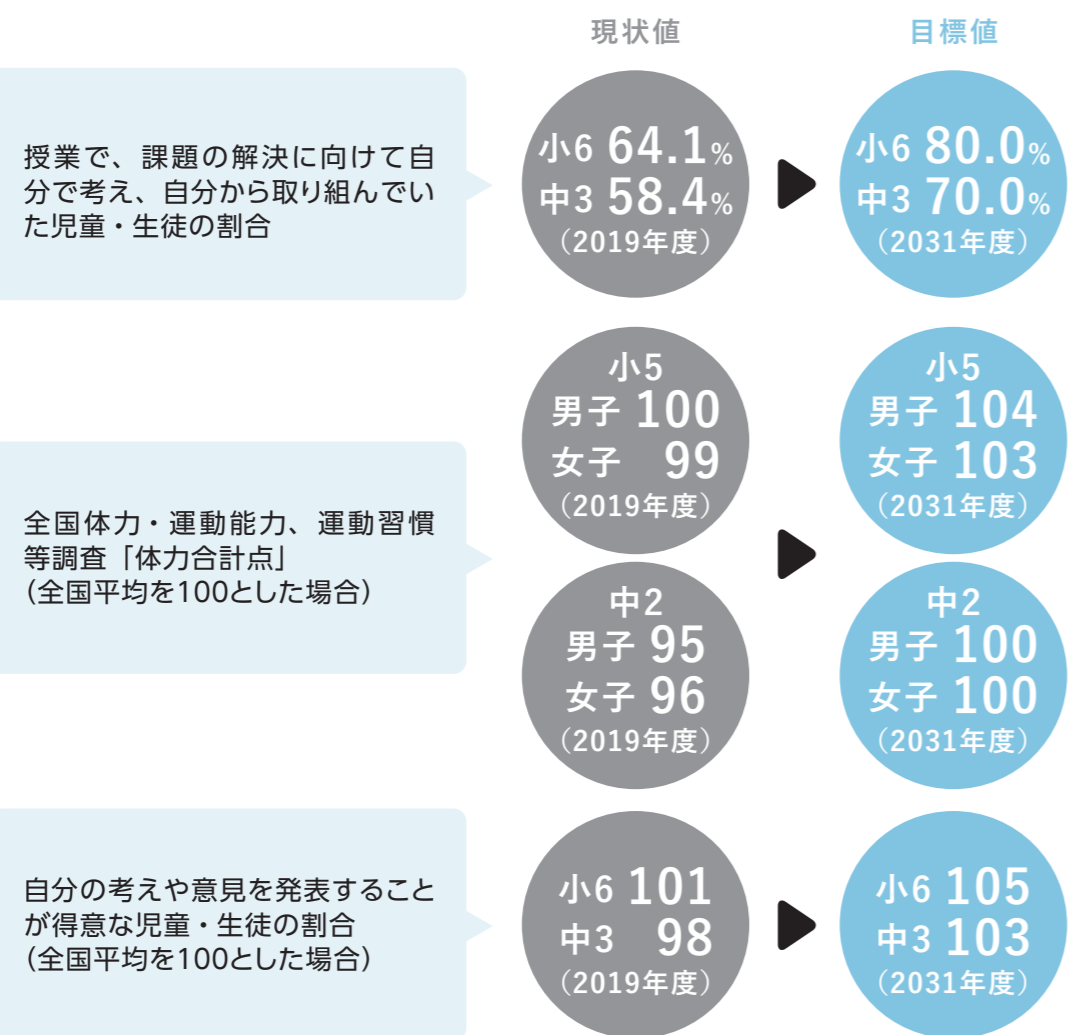 現状値
目標値
授業で、課題の解決に向けて自
分で考え、自分から取り組んでい
た児童・生徒の割合
小6 64.1%
中3 58.4%
（2019年度）
小6 80.0%
中3 70.0%
（2031年度）
全国体力・運動能力、運動習慣
等調査「体力合計点」
（全国平均を100とした場合）
小5
男子 100
女子 99
（2019年度）
小5
男子 104
女子 103
（2031年度）
中2
男子 95
女子 96
（2019年度）
中2
男子 100
女子 100
（2031年度）
自分の考えや意見を発表すること
が得意な児童・生徒の割合
（全国平均を100とした場合）
小6 101
中3 98
（2019年度）
小6 105
中3 103
（2031年度）